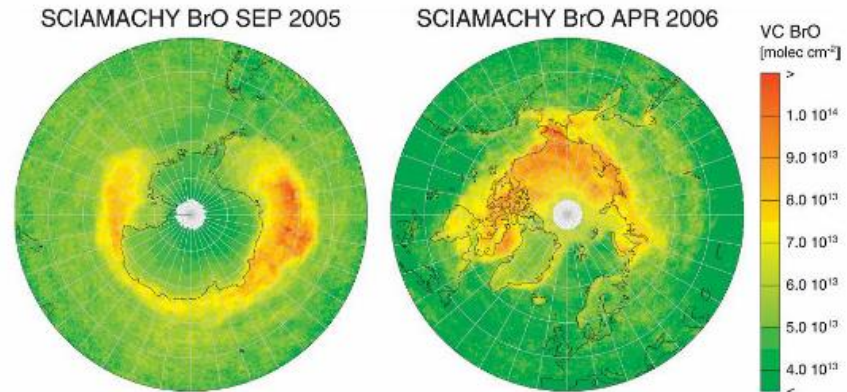 SCIAMACHY BrO SEP 2005
SCIAMACHY BrO APR 2006
VC BrO
[molec cm⁻²]
>
1.0 10¹⁴
9.0 10¹³
8.0 10¹³
7.0 10¹³
6.0 10¹³
5.0 10¹³
4.0 10¹³
<